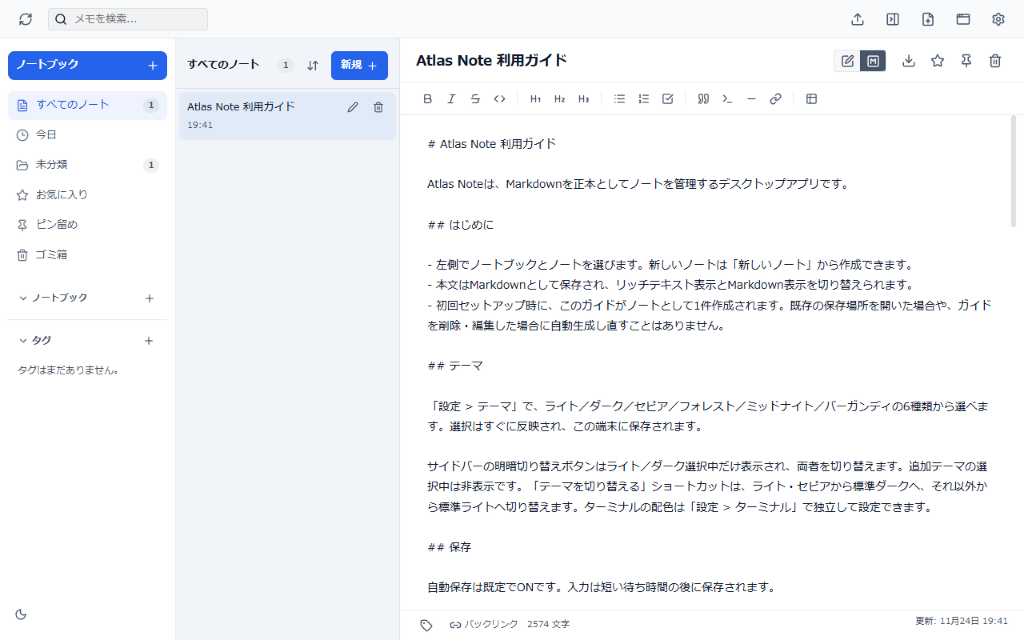 メモを検索...
ノートブック
すべてのノート 1
今日
未分類 1
お気に入り
ピン留め
ゴミ箱
ノートブック
タグ
タグはまだありません。
すべてのノート 1 新規
Atlas Note 利用ガイド
19:41
Atlas Note 利用ガイド
B I S H1 H2 H3
# Atlas Note 利用ガイド
Atlas Noteは、Markdownを正本としてノートを管理するデスクトップアプリです。
## はじめに
- 左側でノートブックとノートを選びます。新しいノートは「新しいノート」から作成できます。
- 本文はMarkdownとして保存され、リッチテキスト表示とMarkdown表示を切り替えられます。
- 初回セットアップ時に、このガイドがノートとして1件作成されます。既存の保存場所を開いた場合や、ガイド
を削除・編集した場合に自動生成し直すことはありません。
## テーマ
「設定 > テーマ」で、ライト／ダーク／セピア／フォレスト／ミッドナイト／バーガンディの6種類から選べま
す。選択はすぐに反映され、この端末に保存されます。
サイドバーの明暗切り替えボタンはライト／ダーク選択中だけ表示され、両者を切り替えます。追加テーマの選
択中は非表示です。「テーマを切り替える」ショートカットは、ライト・セピアから標準ダークへ、それ以外か
ら標準ライトへ切り替えます。ターミナルの配色は「設定 > ターミナル」で独立して設定できます。
## 保存
自動保存は既定でONです。入力は短い待ち時間の後に保存されます。
バックリンク 2574 文字
更新: 11月24日 19:41